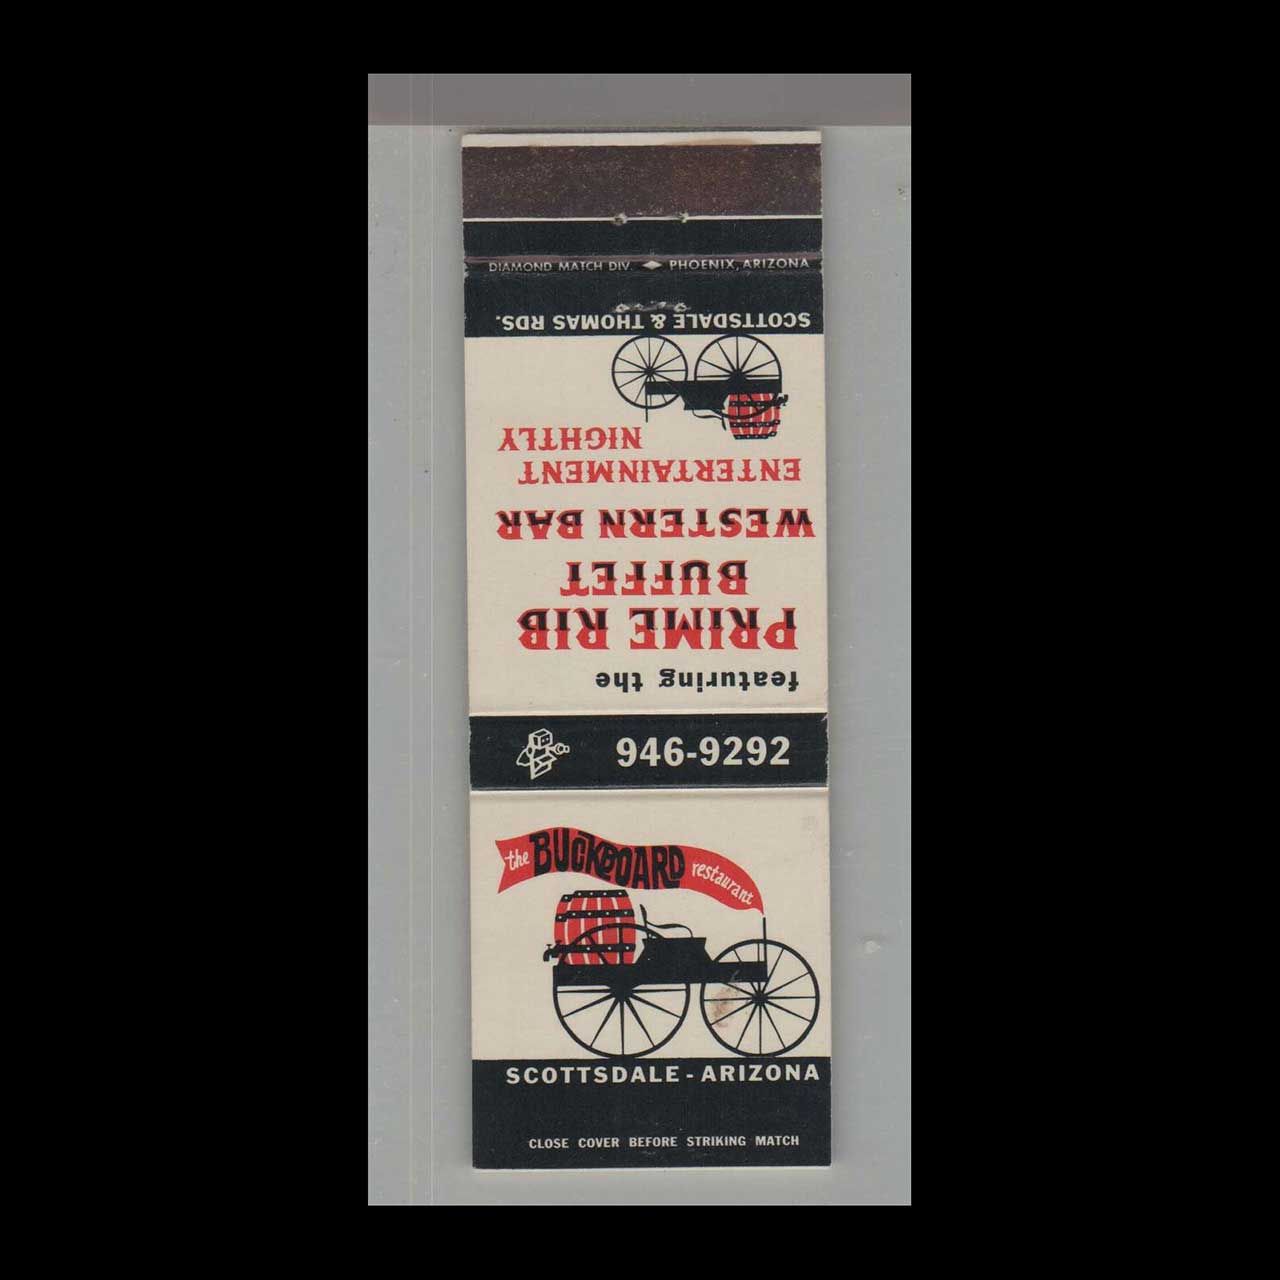 DIAMOND MATCH DIV. PHOENIX, ARIZONA
SCOTTSDALE & THOMAS RDS.
featuring the
PRIME RIB
BUFFET
WESTERN BAR
ENTERTAINMENT
NIGHTLY
946-9292
the BUCKBOARD restaurant
SCOTTSDALE - ARIZONA
CLOSE COVER BEFORE STRIKING MATCH